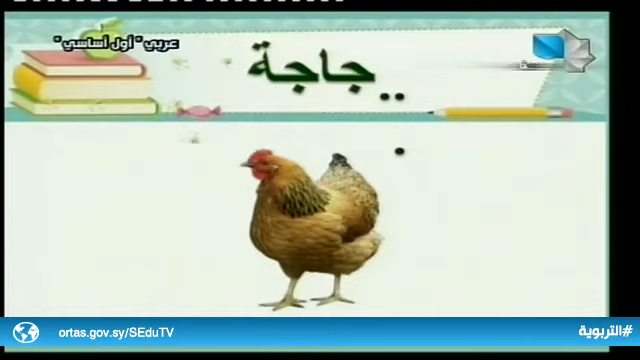 عربي " أول أساسي "
.. جاجة
#التربوية
ortas.gov.sy/SEduTV